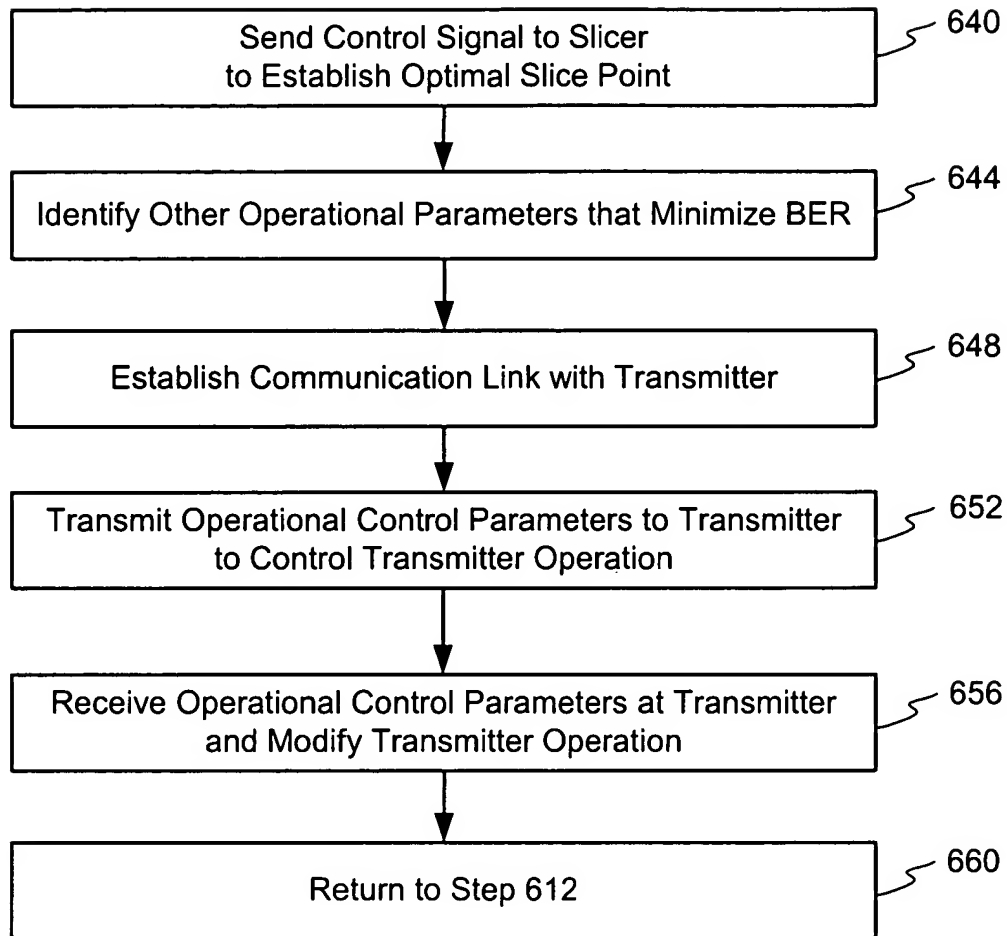 Send Control Signal to Slicer
to Establish Optimal Slice Point
640
Identify Other Operational Parameters that Minimize BER
644
Establish Communication Link with Transmitter
648
Transmit Operational Control Parameters to Transmitter
to Control Transmitter Operation
652
Receive Operational Control Parameters at Transmitter
and Modify Transmitter Operation
656
Return to Step 612
660